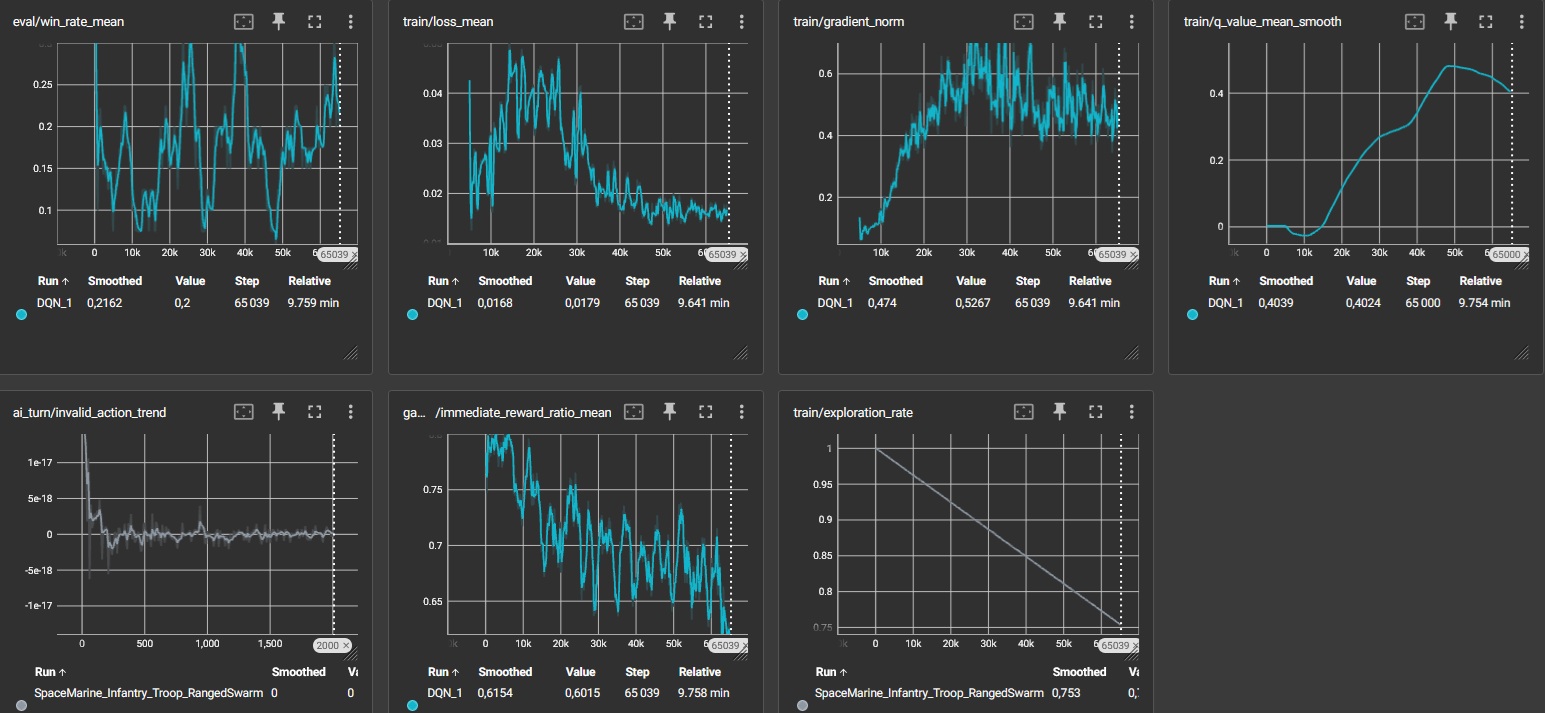 eval/win_rate_mean
0.25
0.2
0.15
0.1
0
10k
20k
30k
40k
50k
65039 ×
Run ↑ Smoothed Value Step Relative
DQN_1 0,2162 0,2 65 039 9.759 min
train/loss_mean
0.04
0.03
0.02
10k
20k
30k
40k
50k
65039 ×
Run ↑ Smoothed Value Step Relative
DQN_1 0,0168 0,0179 65 039 9.641 min
train/gradient_norm
0.6
0.4
0.2
10k
20k
30k
40k
50k
65039 ×
Run ↑ Smoothed Value Step Relative
DQN_1 0,474 0,5267 65 039 9.641 min
train/q_value_mean_smooth
0.4
0.2
0
0
10k
20k
30k
40k
50k
65000 ×
Run ↑ Smoothed Value Step Relative
DQN_1 0,4039 0,4024 65 000 9.754 min
ai_turn/invalid_action_trend
1e-17
5e-18
0
-5e-18
-1e-17
0
500
1,000
1,500
2000 ×
Run ↑ Smoothed
SpaceMarine_Infantry_Troop_RangedSwarm 0 0
ga... /immediate_reward_ratio_mean
0.75
0.7
0.65
0
10k
20k
30k
40k
50k
65039 ×
Run ↑ Smoothed Value Step Relative
DQN_1 0,6154 0,6015 65 039 9.758 min
train/exploration_rate
1
0.95
0.9
0.85
0.8
0.75
0
10k
20k
30k
40k
50k
65039 ×
Run ↑ Smoothed
SpaceMarine_Infantry_Troop_RangedSwarm 0,753